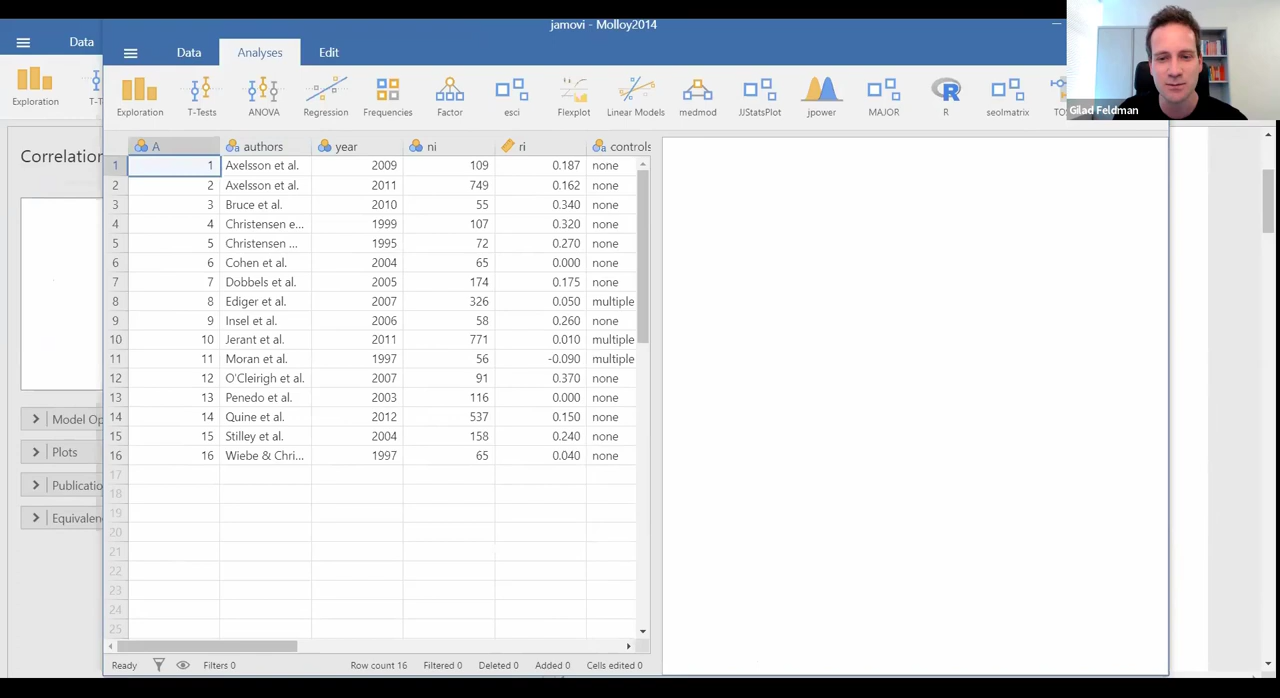 jamovi - Molloy2014
Data
Data Analyses Edit
Exploration T-T
Exploration T-Tests ANOVA Regression Frequencies Factor esci Flexplot Linear Models medmod JJStatsPlot jpower MAJOR R seolmatrix TO
Gilad Feldman
Correlation
A authors year ni ri controls
1 1 Axelsson et al. 2009 109 0.187 none
2 2 Axelsson et al. 2011 749 0.162 none
3 3 Bruce et al. 2010 55 0.340 none
4 4 Christensen e... 1999 107 0.320 none
5 5 Christensen ... 1995 72 0.270 none
6 6 Cohen et al. 2004 65 0.000 none
7 7 Dobbels et al. 2005 174 0.175 none
8 8 Ediger et al. 2007 326 0.050 multiple
9 9 Insel et al. 2006 58 0.260 none
10 10 Jerant et al. 2011 771 0.010 multiple
11 11 Moran et al. 1997 56 -0.090 multiple
12 12 O'Cleirigh et al. 2007 91 0.370 none
13 13 Penedo et al. 2003 116 0.000 none
14 14 Quine et al. 2012 537 0.150 none
15 15 Stilley et al. 2004 158 0.240 none
16 16 Wiebe & Chri... 1997 65 0.040 none
17
18
19
20
21
22
23
24
25
Model Op
Plots
Publicatio
Equivalen
Ready Filters 0 Row count 16 Filtered 0 Deleted 0 Added 0 Cells edited 0